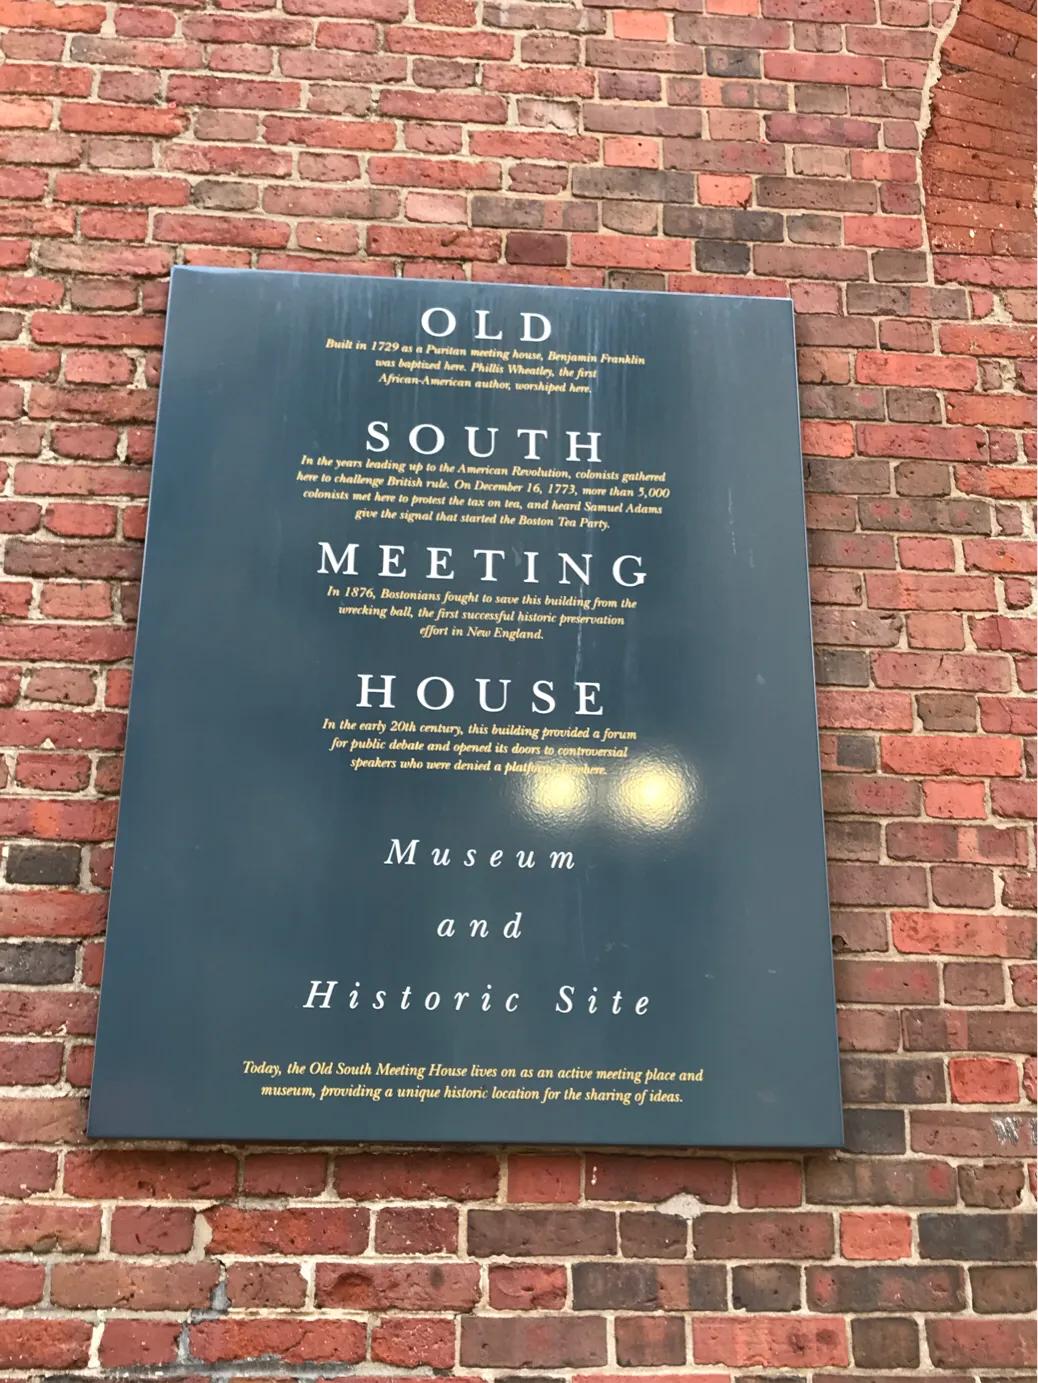 OLD
Built in 1729 as a Puritan meeting house, Benjamin Franklin
was baptized here. Phillis Wheatley, the first
African-American author, worshiped here.
SOUTH
In the years leading up to the American Revolution, colonists gathered
here to challenge British rule. On December 16, 1773, more than 5,000
colonists met here to protest the tax on tea, and heard Samuel Adams
give the signal that started the Boston Tea Party.
MEETING
In 1876, Bostonians fought to save this building from the
wrecking ball, the first successful historic preservation
effort in New England.
HOUSE
In the early 20th century, this building provided a forum
for public debate and opened its doors to controversial
speakers who were denied a platform elsewhere.
Museum
and
Historic Site
Today, the Old South Meeting House lives on as an active meeting place and
museum, providing a unique historic location for the sharing of ideas.